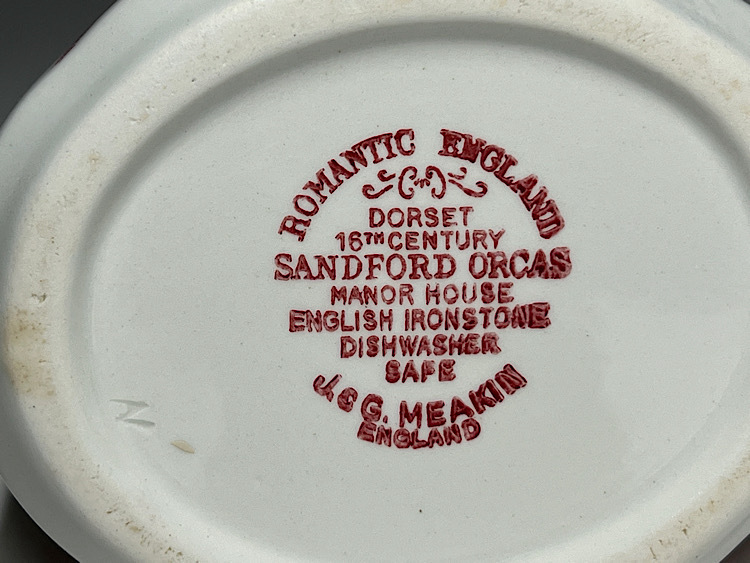 ROMANTIC ENGLAND
DORSET
16TH CENTURY
SANDFORD ORCAS
MANOR HOUSE
ENGLISH IRONSTONE
DISHWASHER
SAFE
J. & G. MEAKIN
ENGLAND